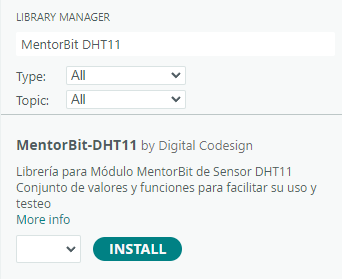 LIBRARY MANAGER
MentorBit DHT11
Type: All
Topic: All
MentorBit-DHT11 by Digital Codesign
Librería para Módulo MentorBit de Sensor DHT11
Conjunto de valores y funciones para facilitar su uso y
testeo
More info
INSTALL